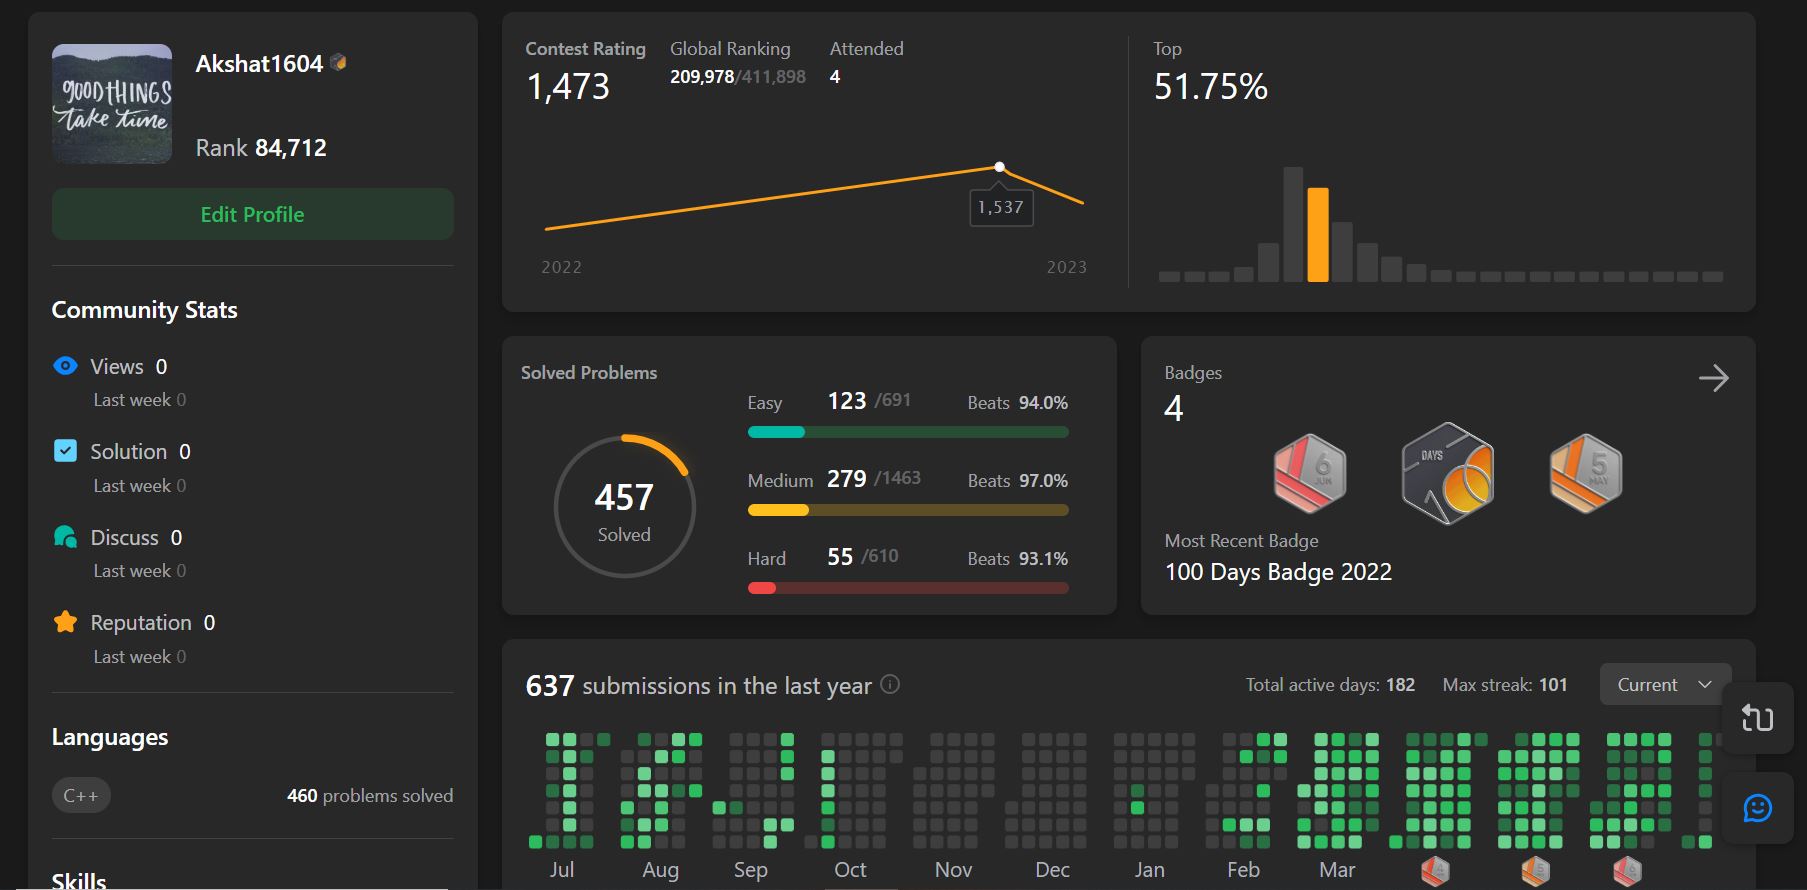 GOOD THINGS
take time
Akshat1604
Rank 84,712
Edit Profile
Community Stats
Views 0
Last week 0
Solution 0
Last week 0
Discuss 0
Last week 0
Reputation 0
Last week 0
Languages
C++ 460 problems solved
Skills
Contest Rating Global Ranking Attended
1,473 209,978/411,898 4
1,537
2022 2023
Top
51.75%
Solved Problems
457
Solved
Easy 123 /691 Beats 94.0%
Medium 279 /1463 Beats 97.0%
Hard 55 /610 Beats 93.1%
Badges
4
6
JUN
DAYS
5
MAY
Most Recent Badge
100 Days Badge 2022
637 submissions in the last year Total active days: 182 Max streak: 101 Current
Jul Aug Sep Oct Nov Dec Jan Feb Mar